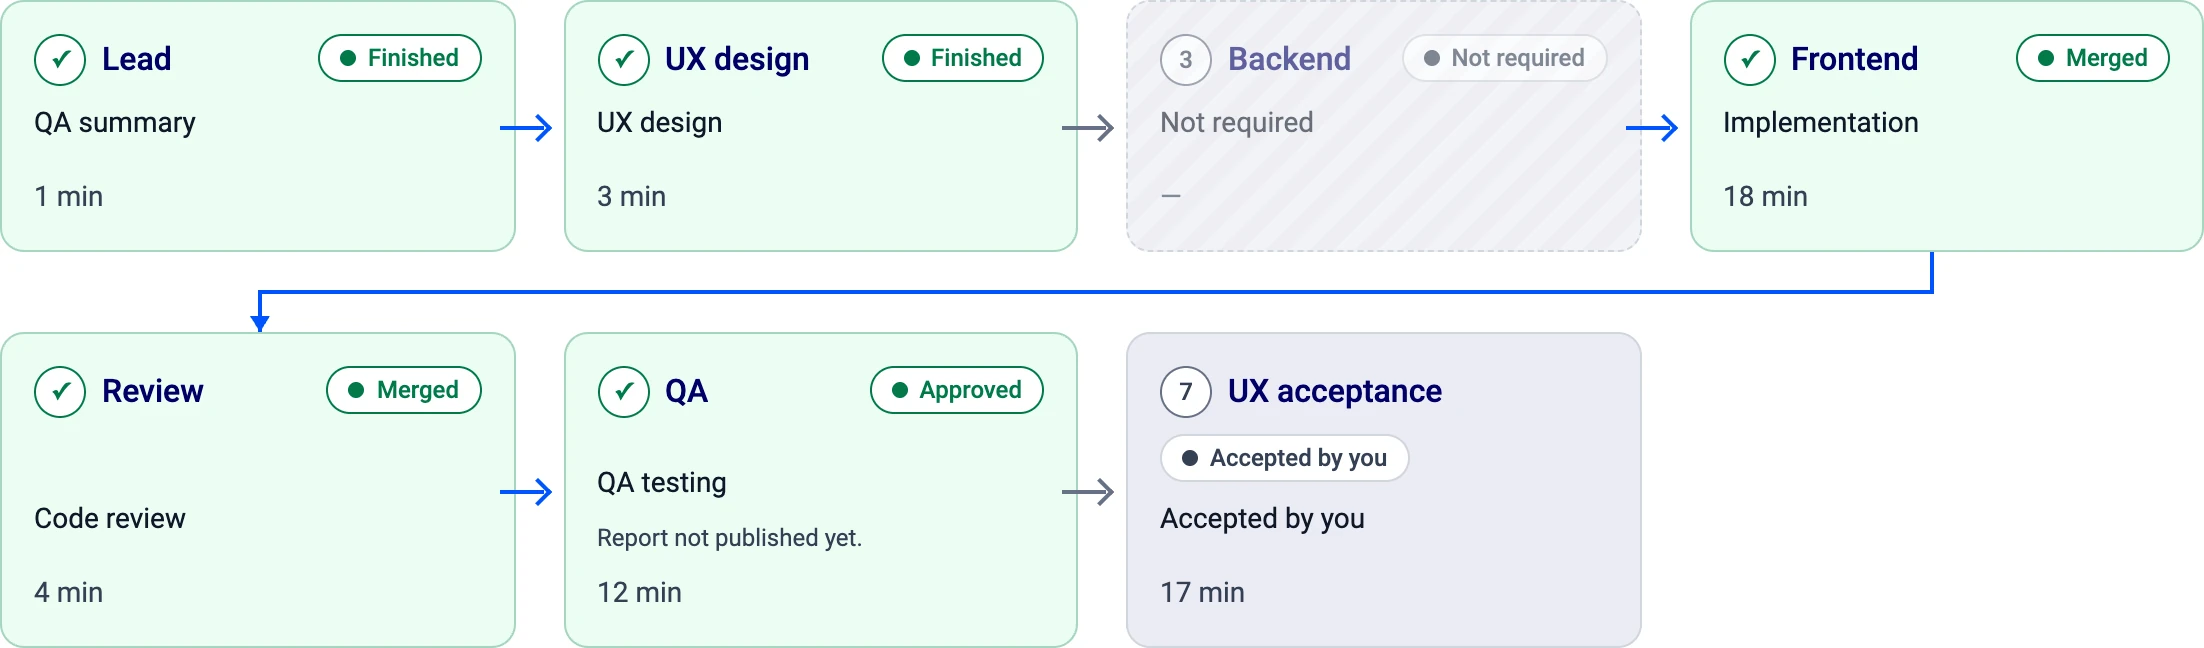 ✓ Lead ● Finished
QA summary
1 min
✓ UX design ● Finished
UX design
3 min
3 Backend ● Not required
Not required
—
✓ Frontend ● Merged
Implementation
18 min
✓ Review ● Merged
Code review
4 min
✓ QA ● Approved
QA testing
Report not published yet.
12 min
7 UX acceptance
● Accepted by you
Accepted by you
17 min